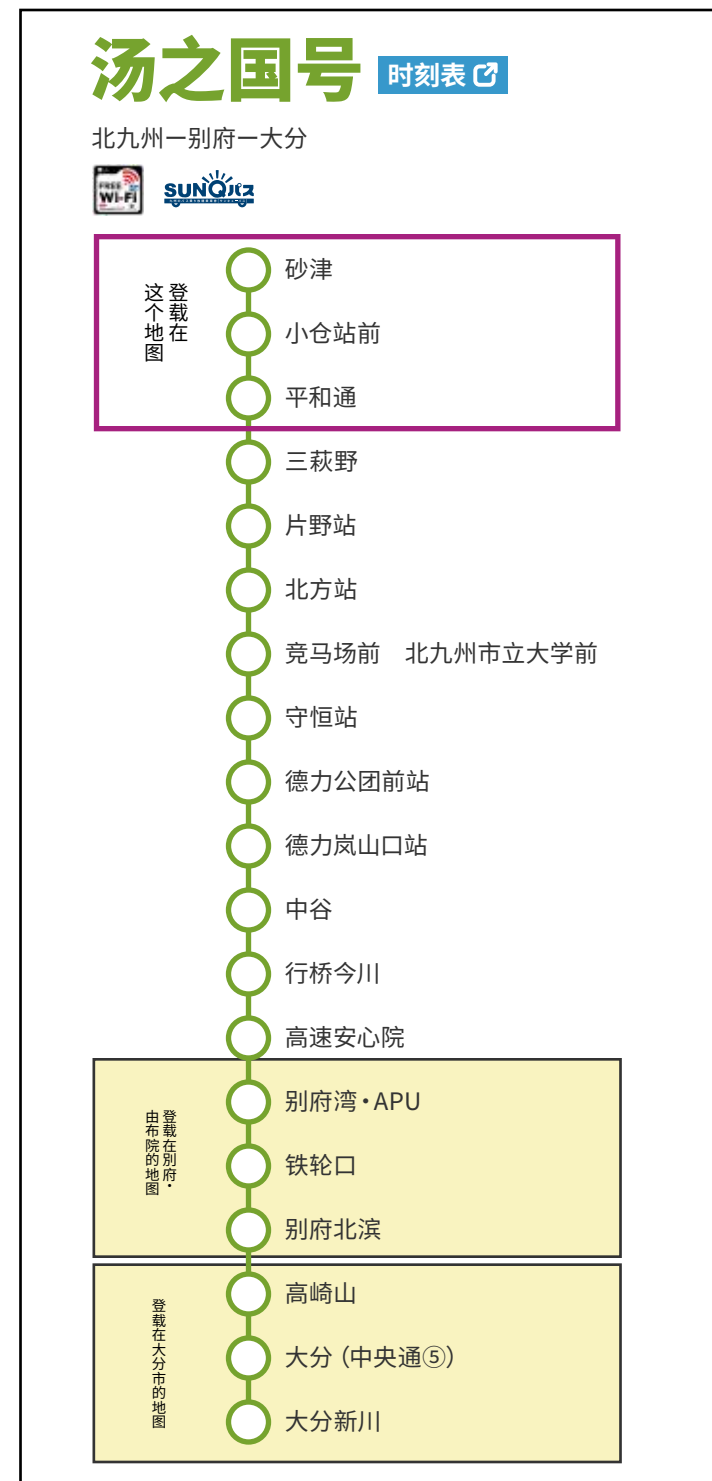 汤之国号 时刻表
北九州ー别府ー大分
FREE Wi-Fi SUNQパス
登载在
这个地图
砂津
小仓站前
平和通
三萩野
片野站
北方站
竞马场前　北九州市立大学前
守恒站
德力公团前站
德力岚山口站
中谷
行桥今川
高速安心院
登载在别府・
由布院的地图
别府湾・APU
铁轮口
别府北滨
登载在大分市的地图
高崎山
大分（中央通⑤）
大分新川